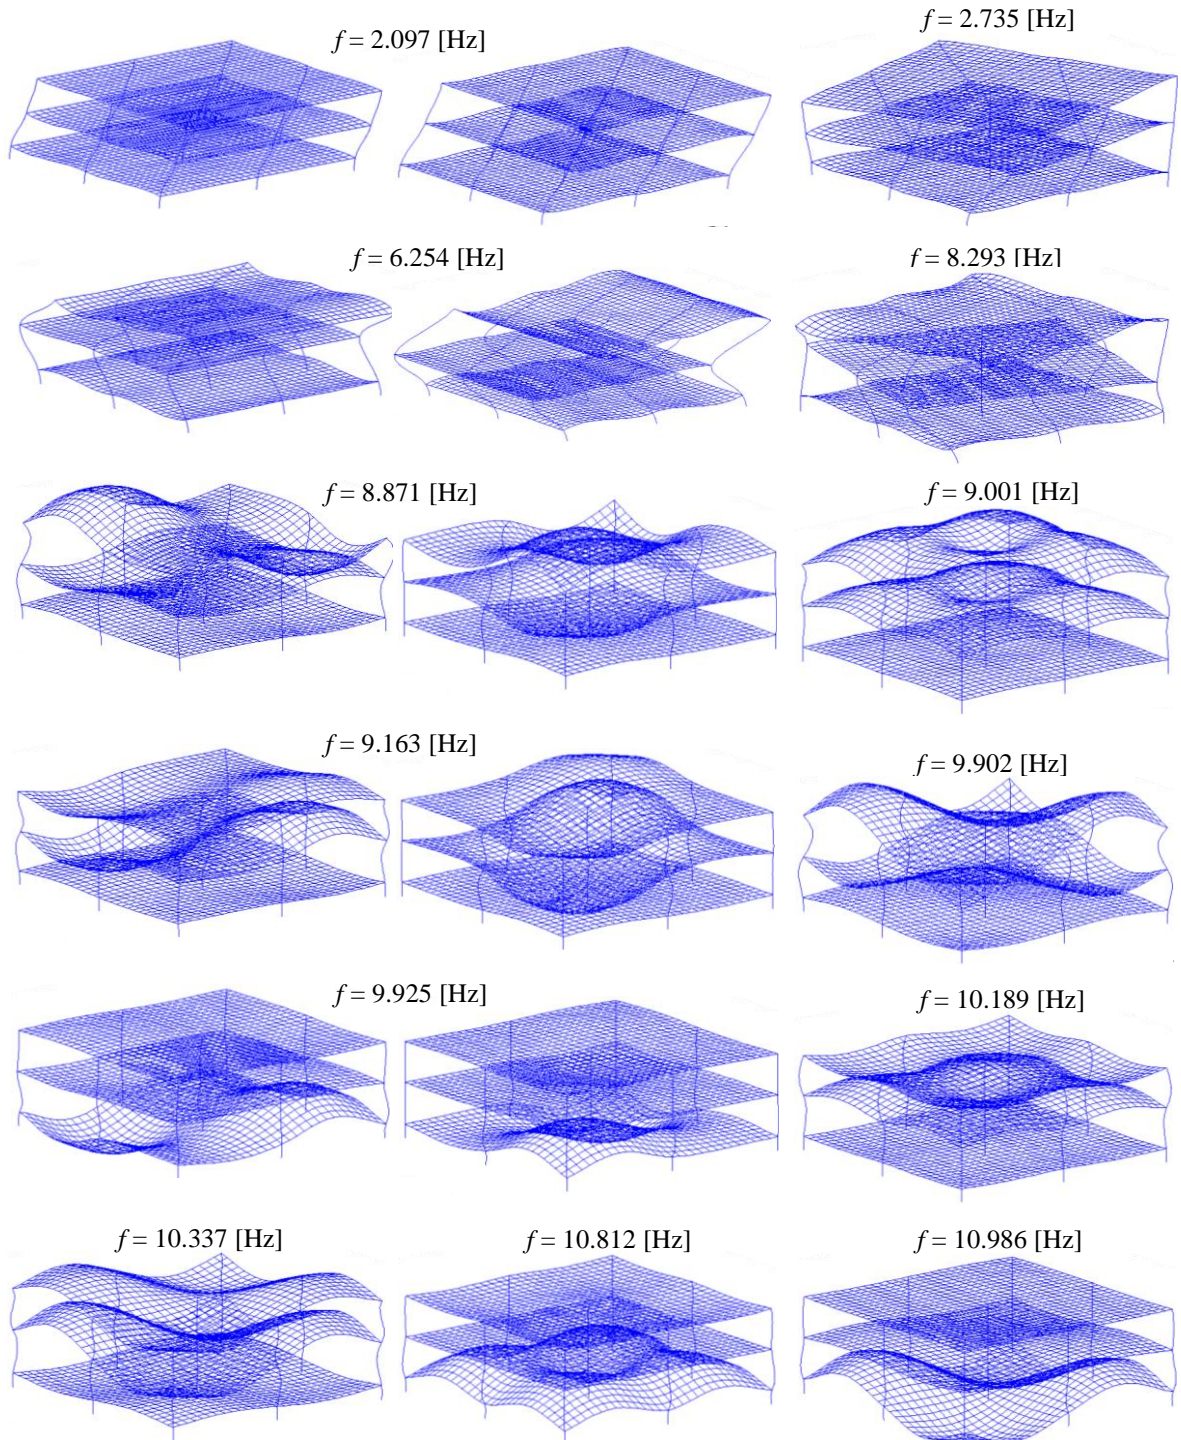 f = 2.097 [Hz]
f = 2.735 [Hz]
f = 6.254 [Hz]
f = 8.293 [Hz]
f = 8.871 [Hz]
f = 9.001 [Hz]
f = 9.163 [Hz]
f = 9.902 [Hz]
f = 9.925 [Hz]
f = 10.189 [Hz]
f = 10.337 [Hz]
f = 10.812 [Hz]
f = 10.986 [Hz]